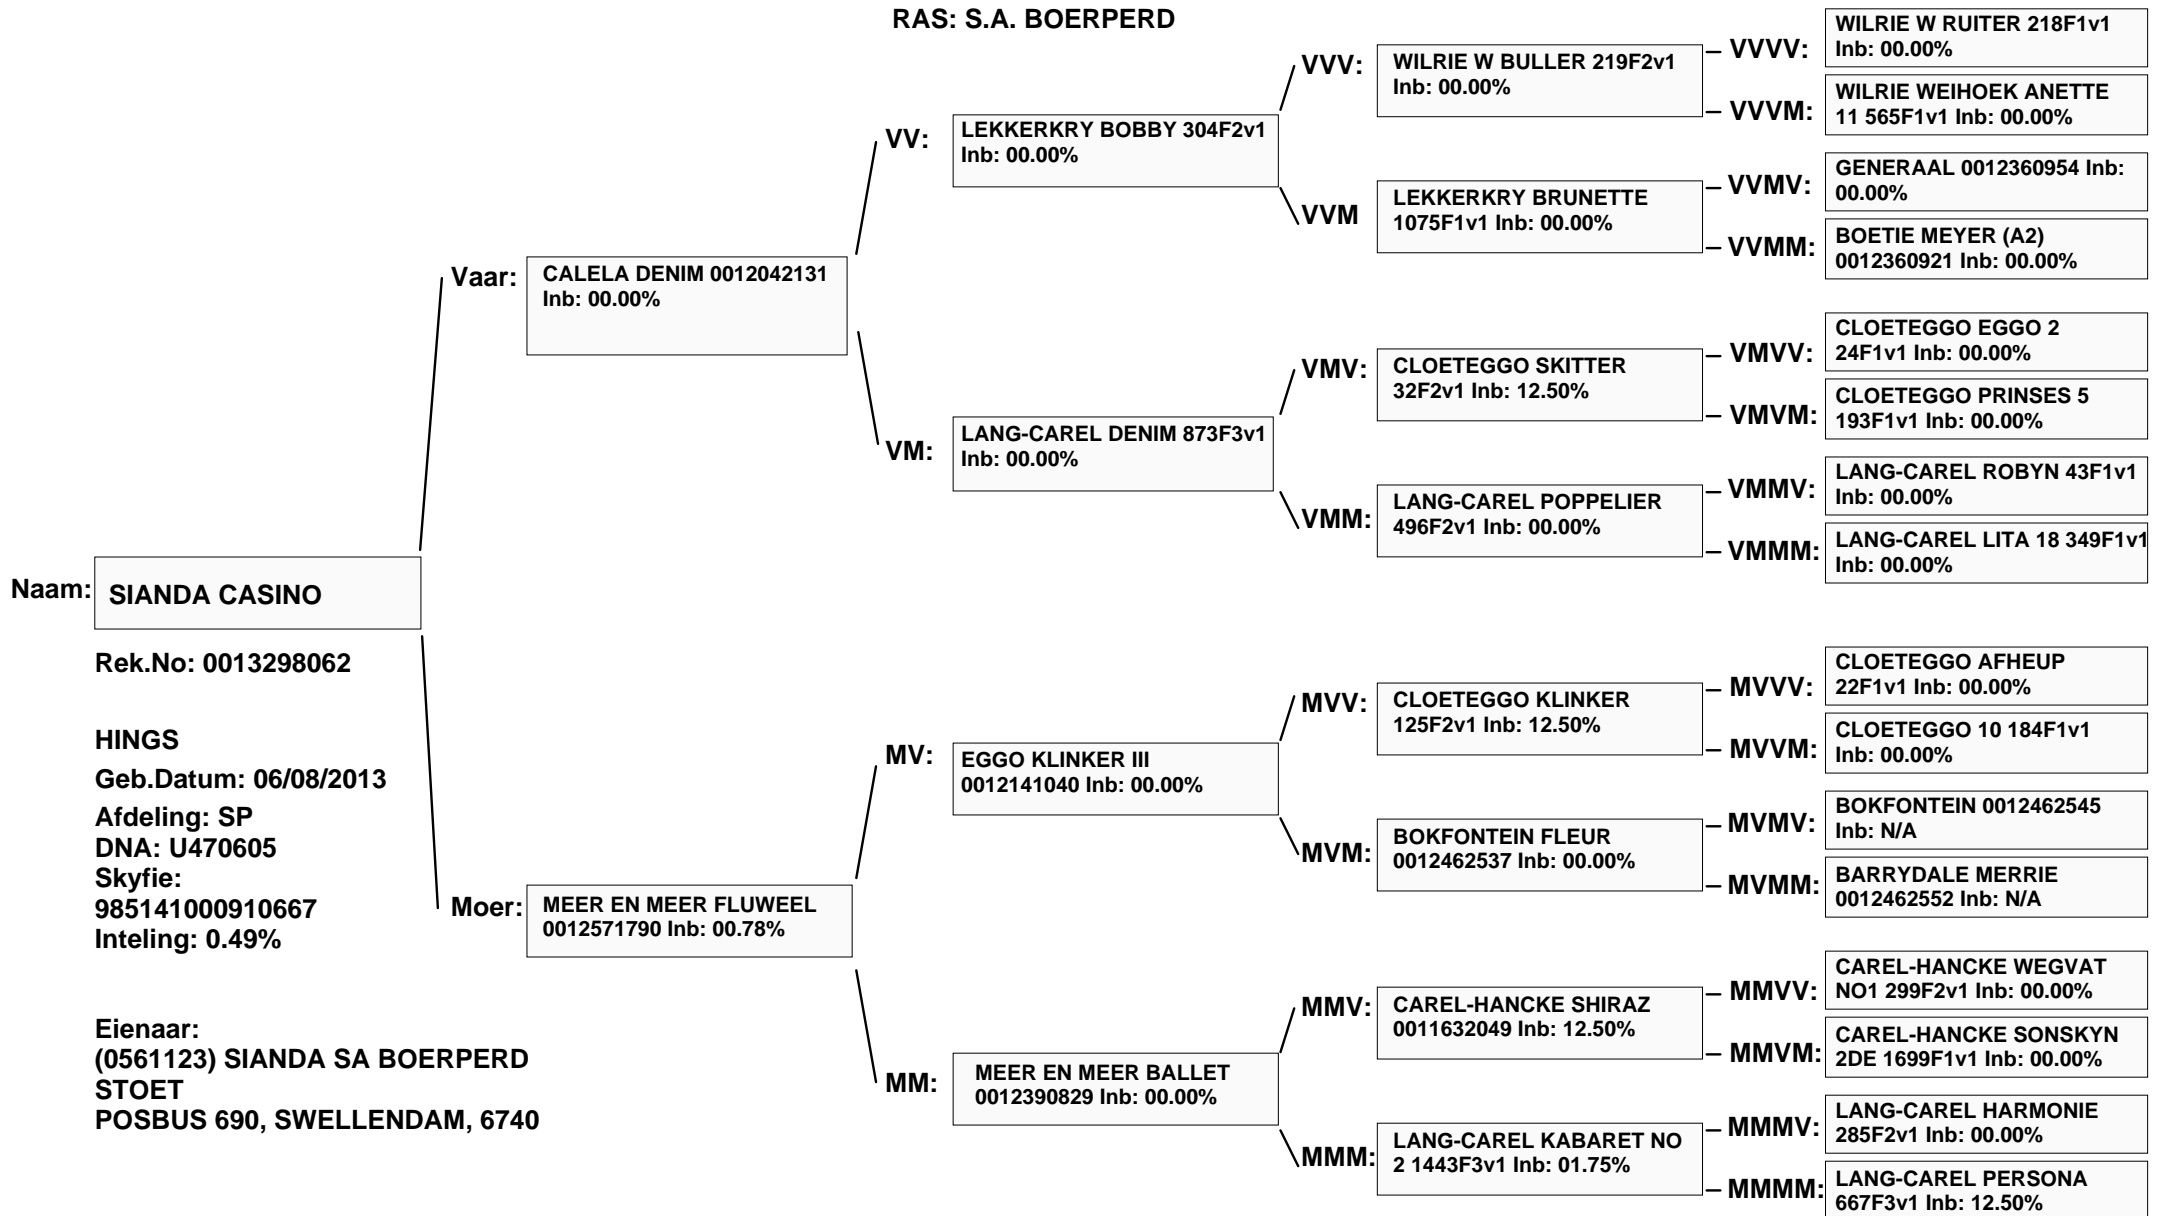 RAS: S.A. BOERPERD
Naam:
SIANDA CASINO
Rek.No: 0013298062
HINGS
Geb.Datum: 06/08/2013
Afdeling: SP
DNA: U470605
Skyfie:
985141000910667
Inteling: 0.49%
Eienaar:
(0561123) SIANDA SA BOERPERD
STOET
POSBUS 690, SWELLENDAM, 6740
Vaar:
CALELA DENIM 0012042131
Inb: 00.00%
Moer:
MEER EN MEER FLUWEEL
0012571790 Inb: 00.78%
VV:
LEKKERKRY BOBBY 304F2v1
Inb: 00.00%
VM:
LANG-CAREL DENIM 873F3v1
Inb: 00.00%
MV:
EGGO KLINKER III
0012141040 Inb: 00.00%
MM:
MEER EN MEER BALLET
0012390829 Inb: 00.00%
VVV:
WILRIE W BULLER 219F2v1
Inb: 00.00%
VVM
LEKKERKRY BRUNETTE
1075F1v1 Inb: 00.00%
VMV:
CLOETEGGO SKITTER
32F2v1 Inb: 12.50%
VMM:
LANG-CAREL POPPELIER
496F2v1 Inb: 00.00%
MVV:
CLOETEGGO KLINKER
125F2v1 Inb: 12.50%
MVM:
BOKFONTEIN FLEUR
0012462537 Inb: 00.00%
MMV:
CAREL-HANCKE SHIRAZ
0011632049 Inb: 12.50%
MMM:
LANG-CAREL KABARET NO
2 1443F3v1 Inb: 01.75%
VVVV:
WILRIE W RUITER 218F1v1
Inb: 00.00%
VVVM:
WILRIE WEIHOEK ANETTE
11 565F1v1 Inb: 00.00%
VVMV:
GENERAAL 0012360954 Inb:
00.00%
VVMM:
BOETIE MEYER (A2)
0012360921 Inb: 00.00%
VMVV:
CLOETEGGO EGGO 2
24F1v1 Inb: 00.00%
VMVM:
CLOETEGGO PRINSES 5
193F1v1 Inb: 00.00%
VMMV:
LANG-CAREL ROBYN 43F1v1
Inb: 00.00%
VMMM:
LANG-CAREL LITA 18 349F1v1
Inb: 00.00%
MVVV:
CLOETEGGO AFHEUP
22F1v1 Inb: 00.00%
MVVM:
CLOETEGGO 10 184F1v1
Inb: 00.00%
MVMV:
BOKFONTEIN 0012462545
Inb: N/A
MVMM:
BARRYDALE MERRIE
0012462552 Inb: N/A
MMVV:
CAREL-HANCKE WEGVAT
NO1 299F2v1 Inb: 00.00%
MMVM:
CAREL-HANCKE SONSKYN
2DE 1699F1v1 Inb: 00.00%
MMMV:
LANG-CAREL HARMONIE
285F2v1 Inb: 00.00%
MMMM:
LANG-CAREL PERSONA
667F3v1 Inb: 12.50%